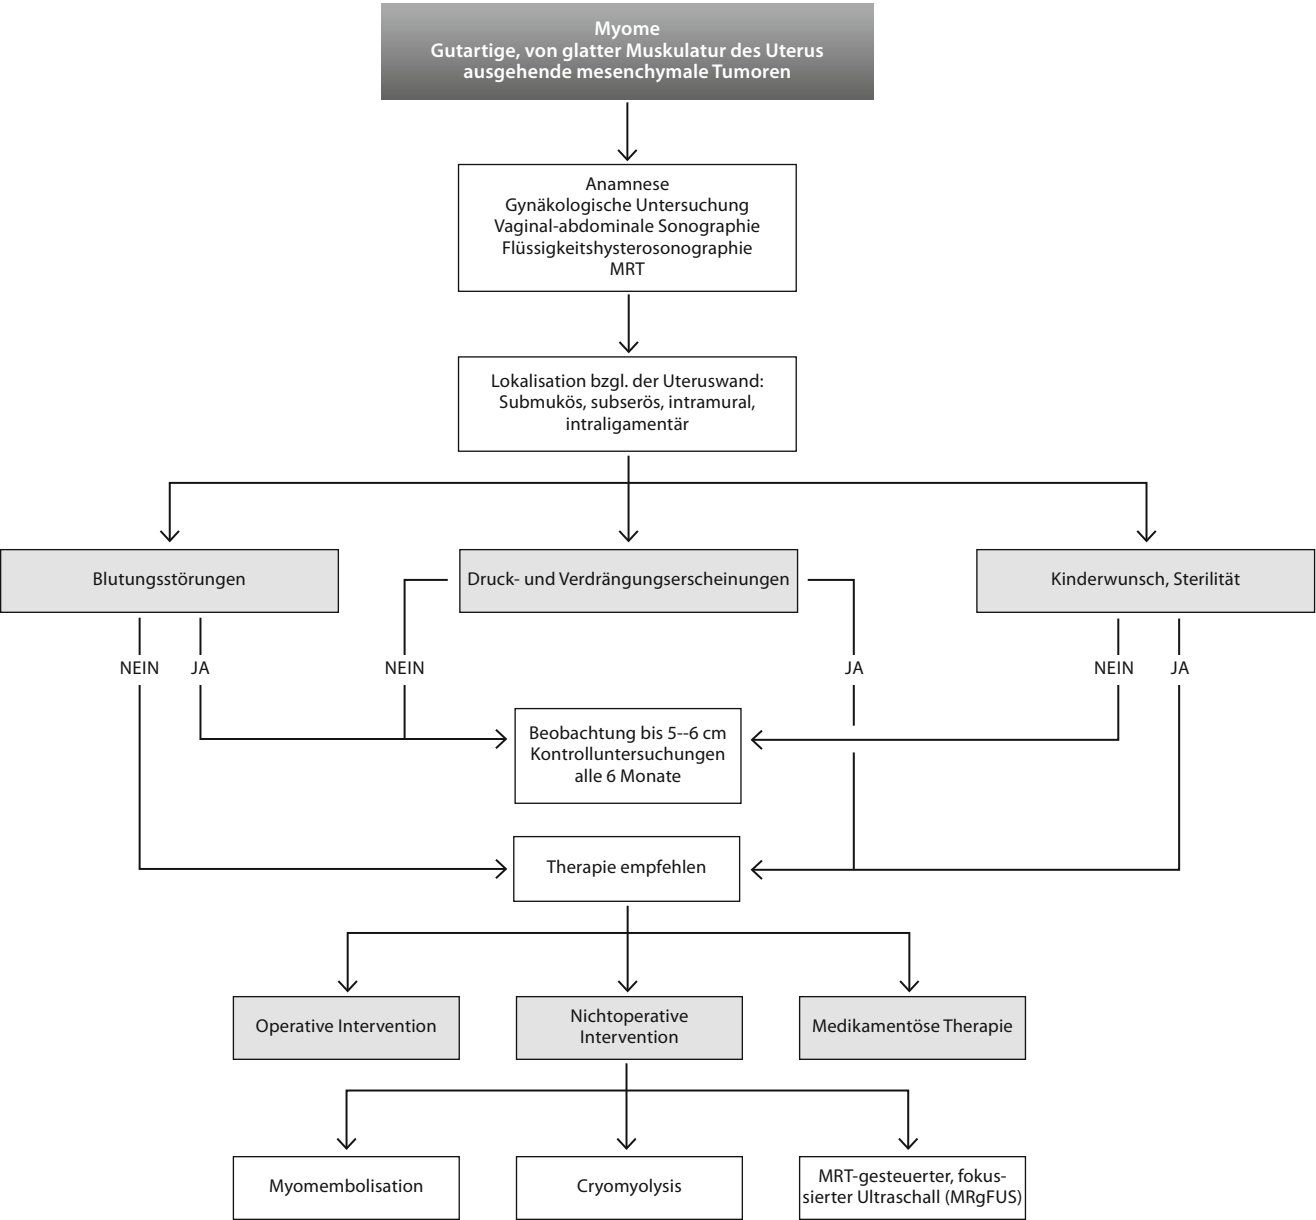 Myome
Gutartige, von glatter Muskulatur des Uterus
ausgehende mesenchymale Tumoren
Anamnese
Gynäkologische Untersuchung
Vaginal-abdominale Sonographie
Flüssigkeitshysterosonographie
MRT
Lokalisation bzgl. der Uteruswand:
Submukös, subserös, intramural,
intraligamentär
Blutungsstörungen
Druck- und Verdrängungserscheinungen
Kinderwunsch, Sterilität
NEIN
JA
NEIN
JA
NEIN
JA
Beobachtung bis 5--6 cm
Kontrolluntersuchungen
alle 6 Monate
Therapie empfehlen
Operative Intervention
Nichtoperative
Intervention
Medikamentöse Therapie
Myomembolisation
Cryomyolysis
MRT-gesteuerter, fokus-
sierter Ultraschall (MRgFUS)